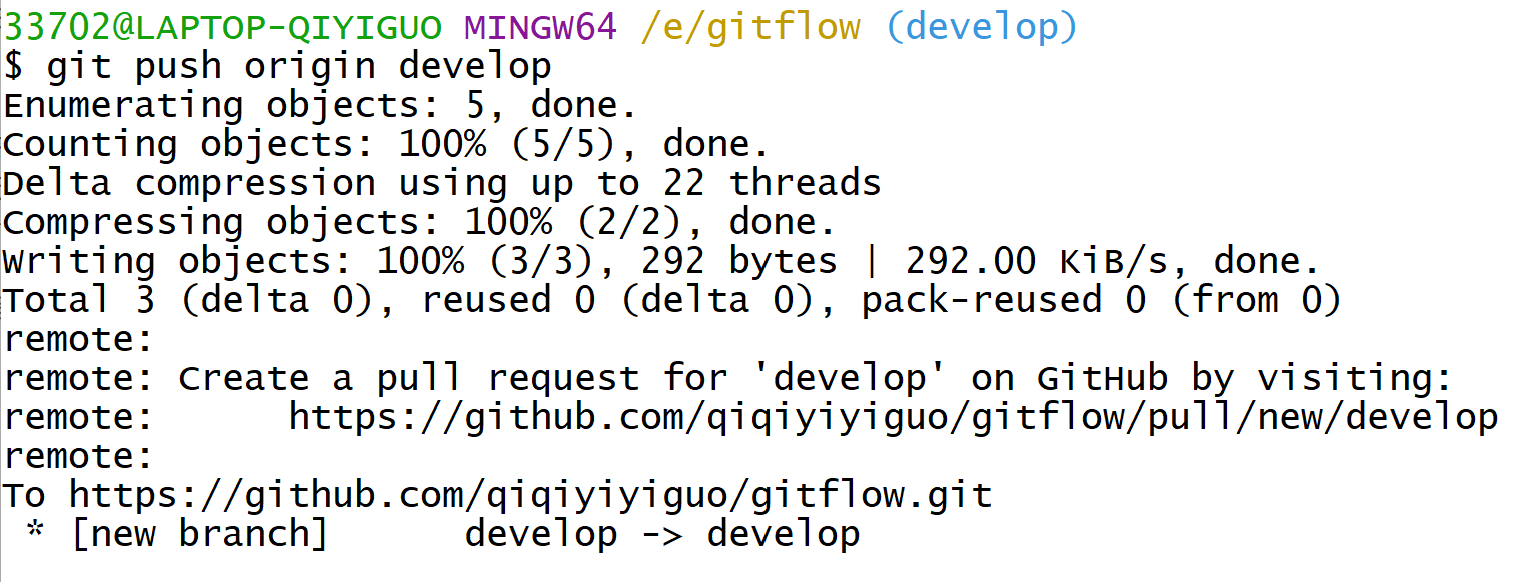 33702@LAPTOP-QIYIGUO MINGW64 /e/gitflow (develop)
$ git push origin develop
Enumerating objects: 5, done.
Counting objects: 100% (5/5), done.
Delta compression using up to 22 threads
Compressing objects: 100% (2/2), done.
Writing objects: 100% (3/3), 292 bytes | 292.00 KiB/s, done.
Total 3 (delta 0), reused 0 (delta 0), pack-reused 0 (from 0)
remote:
remote: Create a pull request for 'develop' on GitHub by visiting:
remote:      https://github.com/qiqiyiyiguo/gitflow/pull/new/develop
remote:
To https://github.com/qiqiyiyiguo/gitflow.git
 * [new branch]      develop -> develop